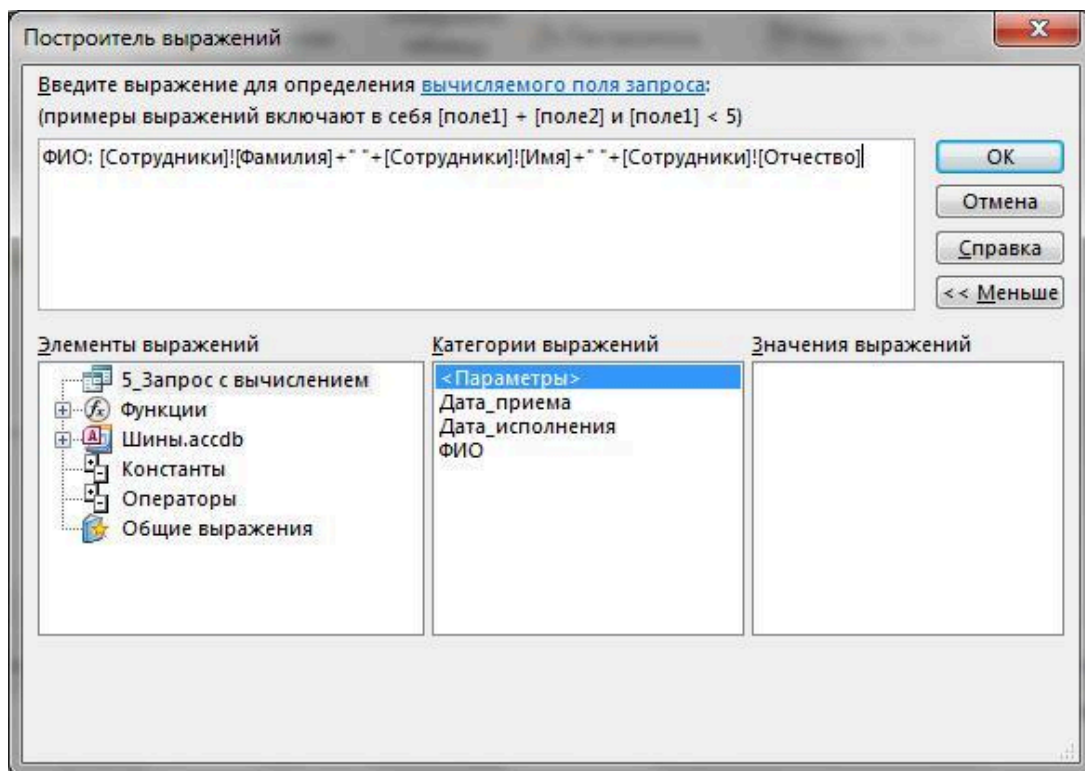 Построитель выражений
Введите выражение для определения вычисляемого поля запроса:
(примеры выражений включают в себя [поле1] + [поле2] и [поле1] < 5)
ФИО: [Сотрудники]![Фамилия]+" "+[Сотрудники]![Имя]+" "+[Сотрудники]![Отчество]
ОК
Отмена
Справка
<< Меньше
Элементы выражений
5_Запрос с вычислением
Функции
Шины.accdb
Константы
Операторы
Общие выражения
Категории выражений
<Параметры>
Дата_приема
Дата_исполнения
ФИО
Значения выражений